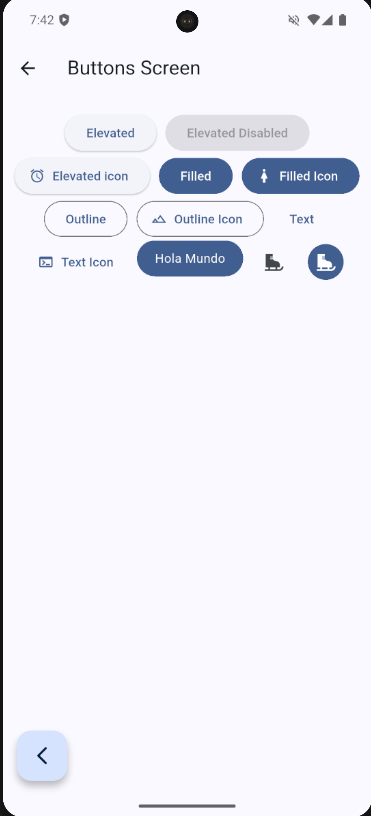 7:42
Buttons Screen
Elevated Elevated Disabled
Elevated icon Filled Filled Icon
Outline Outline Icon Text
Text Icon Hola Mundo